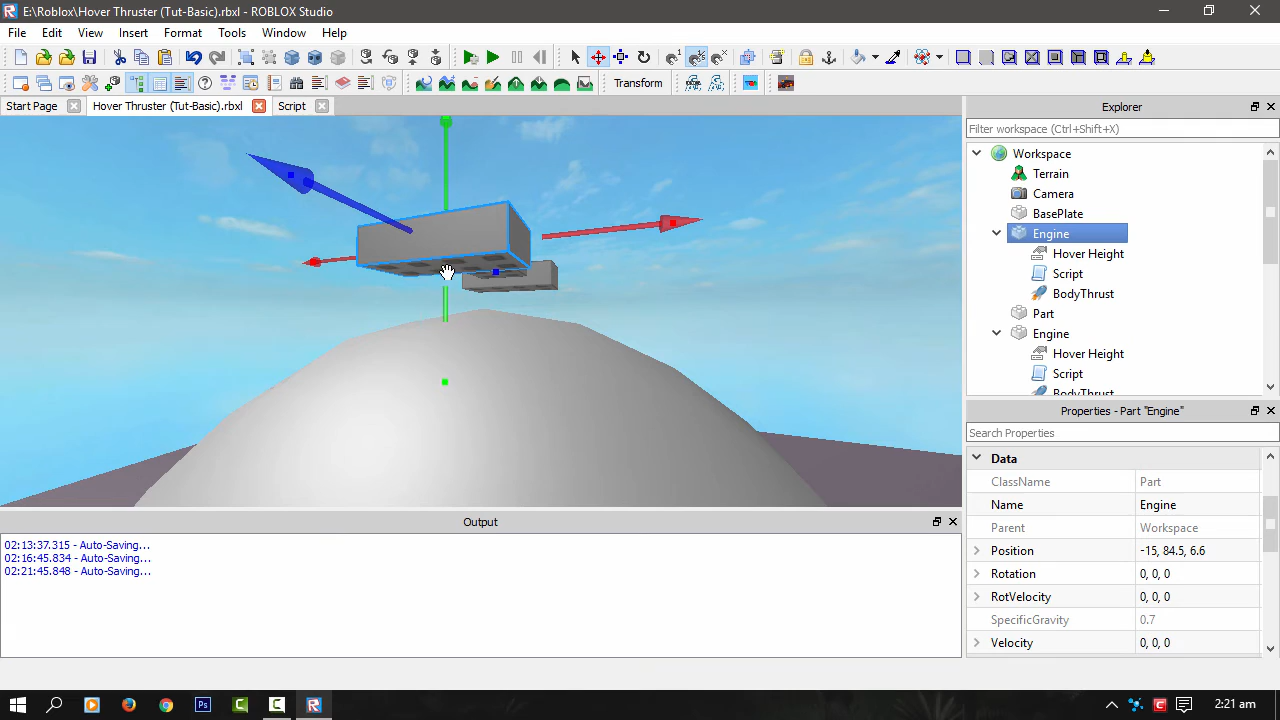 E:\Roblox\Hover Thruster (Tut-Basic).rbxl - ROBLOX Studio
File Edit View Insert Format Tools Window Help
Transform
Start Page Hover Thruster (Tut-Basic).rbxl Script
Explorer
Filter workspace (Ctrl+Shift+X)
Workspace
Terrain
Camera
BasePlate
Engine
Hover Height
Script
BodyThrust
Part
Engine
Hover Height
Script
BodyThrust
Properties - Part "Engine"
Search Properties
Data
ClassName Part
Name Engine
Parent Workspace
Position -15, 84.5, 6.6
Rotation 0, 0, 0
RotVelocity 0, 0, 0
SpecificGravity 0.7
Velocity 0, 0, 0
Output
02:13:37.315 - Auto-Saving...
02:16:45.834 - Auto-Saving...
02:21:45.848 - Auto-Saving...
Ps
2:21 am